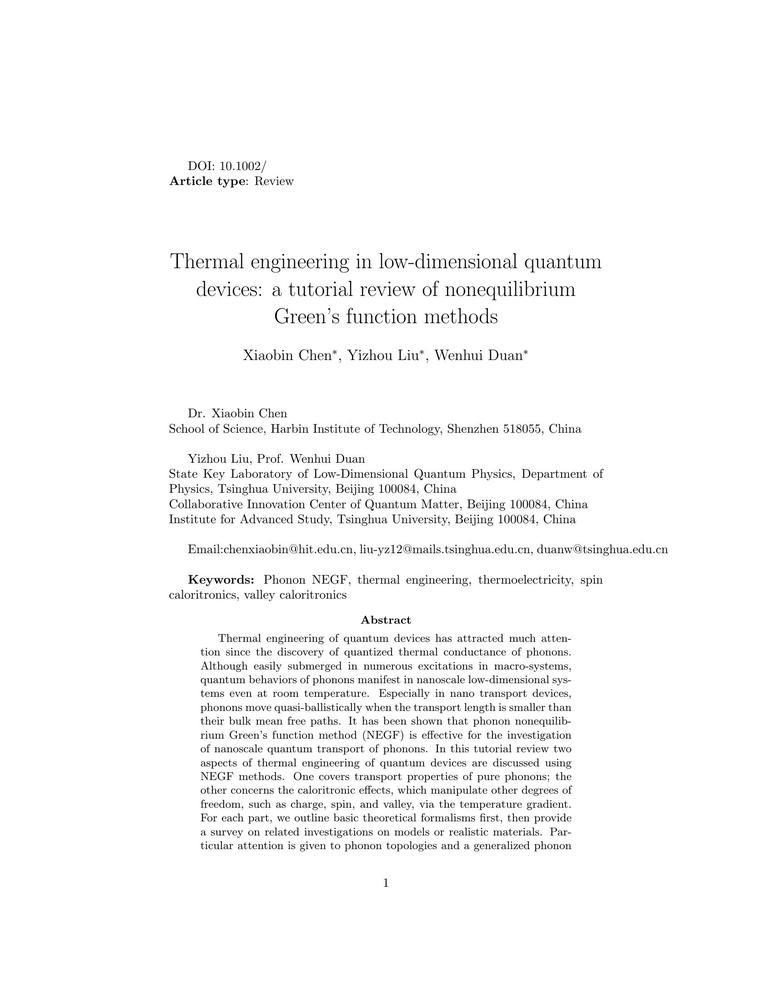 DOI: 10.1002/
Article type: Review
Thermal engineering in low-dimensional quantum
devices: a tutorial review of nonequilibrium
Green's function methods
Xiaobin Chen*, Yizhou Liu*, Wenhui Duan*
Dr. Xiaobin Chen
School of Science, Harbin Institute of Technology, Shenzhen 518055, China
Yizhou Liu, Prof. Wenhui Duan
State Key Laboratory of Low-Dimensional Quantum Physics, Department of
Physics, Tsinghua University, Beijing 100084, China
Collaborative Innovation Center of Quantum Matter, Beijing 100084, China
Institute for Advanced Study, Tsinghua University, Beijing 100084, China
Email:chenxiaobin@hit.edu.cn, liu-yz12@mails.tsinghua.edu.cn, duanw@tsinghua.edu.cn
Keywords: Phonon NEGF, thermal engineering, thermoelectricity, spin
caloritronics, valley caloritronics
Abstract
Thermal engineering of quantum devices has attracted much atten-
tion since the discovery of quantized thermal conductance of phonons.
Although easily submerged in numerous excitations in macro-systems,
quantum behaviors of phonons manifest in nanoscale low-dimensional sys-
tems even at room temperature. Especially in nano transport devices,
phonons move quasi-ballistically when the transport length is smaller than
their bulk mean free paths. It has been shown that phonon nonequilib-
rium Green's function method (NEGF) is effective for the investigation
of nanoscale quantum transport of phonons. In this tutorial review two
aspects of thermal engineering of quantum devices are discussed using
NEGF methods. One covers transport properties of pure phonons; the
other concerns the caloritronic effects, which manipulate other degrees of
freedom, such as charge, spin, and valley, via the temperature gradient.
For each part, we outline basic theoretical formalisms first, then provide
a survey on related investigations on models or realistic materials. Par-
ticular attention is given to phonon topologies and a generalized phonon
1